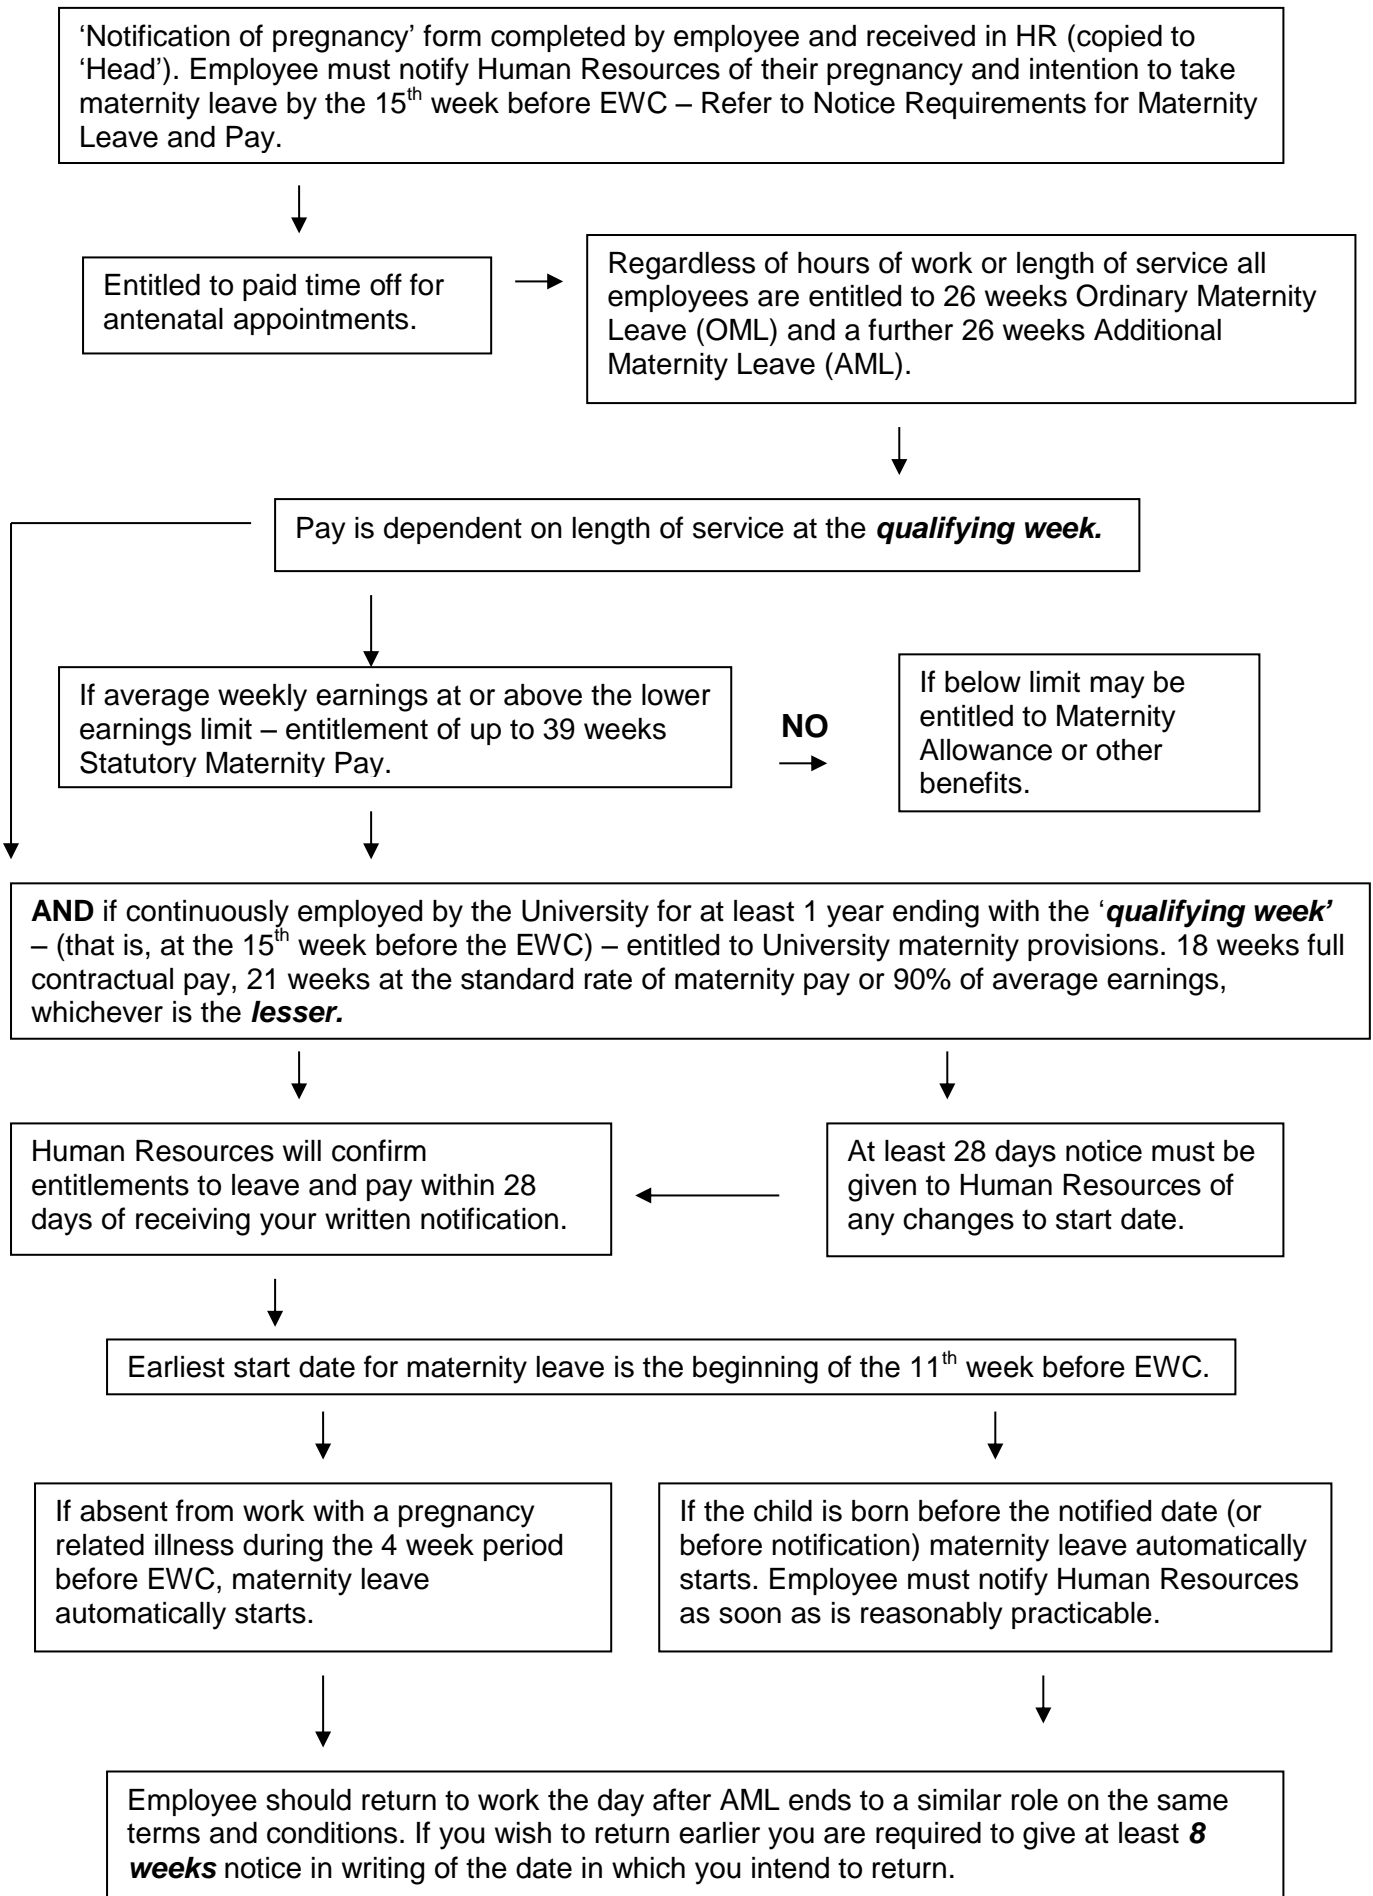 ‘Notification of pregnancy’ form completed by employee and received in HR (copied to
‘Head’). Employee must notify Human Resources of their pregnancy and intention to take
maternity leave by the 15th week before EWC – Refer to Notice Requirements for Maternity
Leave and Pay.
Entitled to paid time off for
antenatal appointments.
Regardless of hours of work or length of service all
employees are entitled to 26 weeks Ordinary Maternity
Leave (OML) and a further 26 weeks Additional
Maternity Leave (AML).
Pay is dependent on length of service at the qualifying week.
If average weekly earnings at or above the lower
earnings limit – entitlement of up to 39 weeks
Statutory Maternity Pay.
NO
If below limit may be
entitled to Maternity
Allowance or other
benefits.
AND if continuously employed by the University for at least 1 year ending with the ‘qualifying week’
– (that is, at the 15th week before the EWC) – entitled to University maternity provisions. 18 weeks full
contractual pay, 21 weeks at the standard rate of maternity pay or 90% of average earnings,
whichever is the lesser.
Human Resources will confirm
entitlements to leave and pay within 28
days of receiving your written notification.
At least 28 days notice must be
given to Human Resources of
any changes to start date.
Earliest start date for maternity leave is the beginning of the 11th week before EWC.
If absent from work with a pregnancy
related illness during the 4 week period
before EWC, maternity leave
automatically starts.
If the child is born before the notified date (or
before notification) maternity leave automatically
starts. Employee must notify Human Resources
as soon as is reasonably practicable.
Employee should return to work the day after AML ends to a similar role on the same
terms and conditions. If you wish to return earlier you are required to give at least 8
weeks notice in writing of the date in which you intend to return.